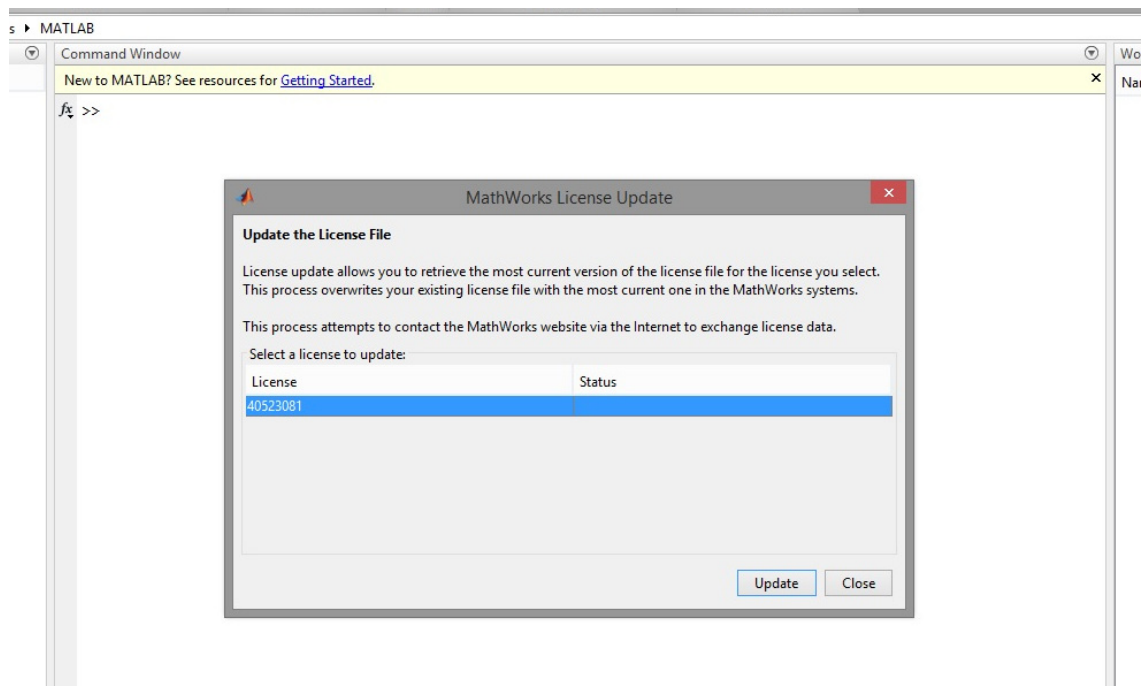 s ▸ MATLAB
Command Window
New to MATLAB? See resources for Getting Started.
fx >>
MathWorks License Update
Update the License File
License update allows you to retrieve the most current version of the license file for the license you select.
This process overwrites your existing license file with the most current one in the MathWorks systems.
This process attempts to contact the MathWorks website via the Internet to exchange license data.
Select a license to update:
License Status
40523081
Update Close